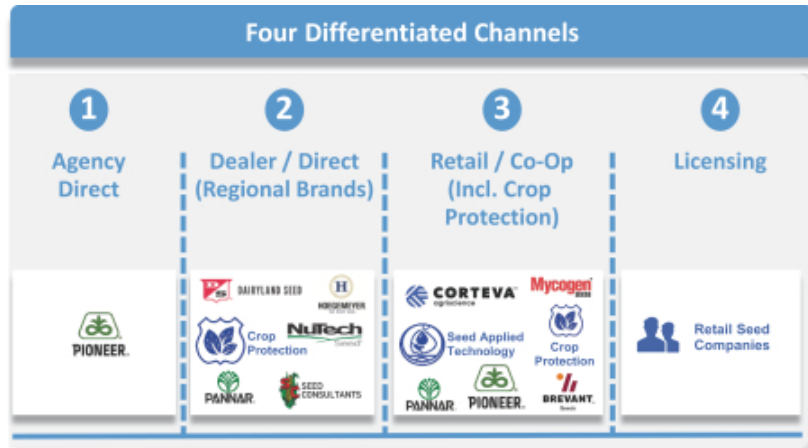 Four Differentiated Channels
1
Agency
Direct
2
Dealer / Direct
(Regional Brands)
3
Retail / Co-Op
(Incl. Crop
Protection)
4
Licensing
PIONEER
DAIRYLAND SEED
H
HOEGEMEYER
Crop
Protection
NuTech
PANNAR
SEED
CONSULTANTS
CORTEVA
agriscience
Mycogen
SEEDS
Seed Applied
Technology
Crop
Protection
PANNAR
PIONEER
BREVANT
Seeds
Retail Seed
Companies